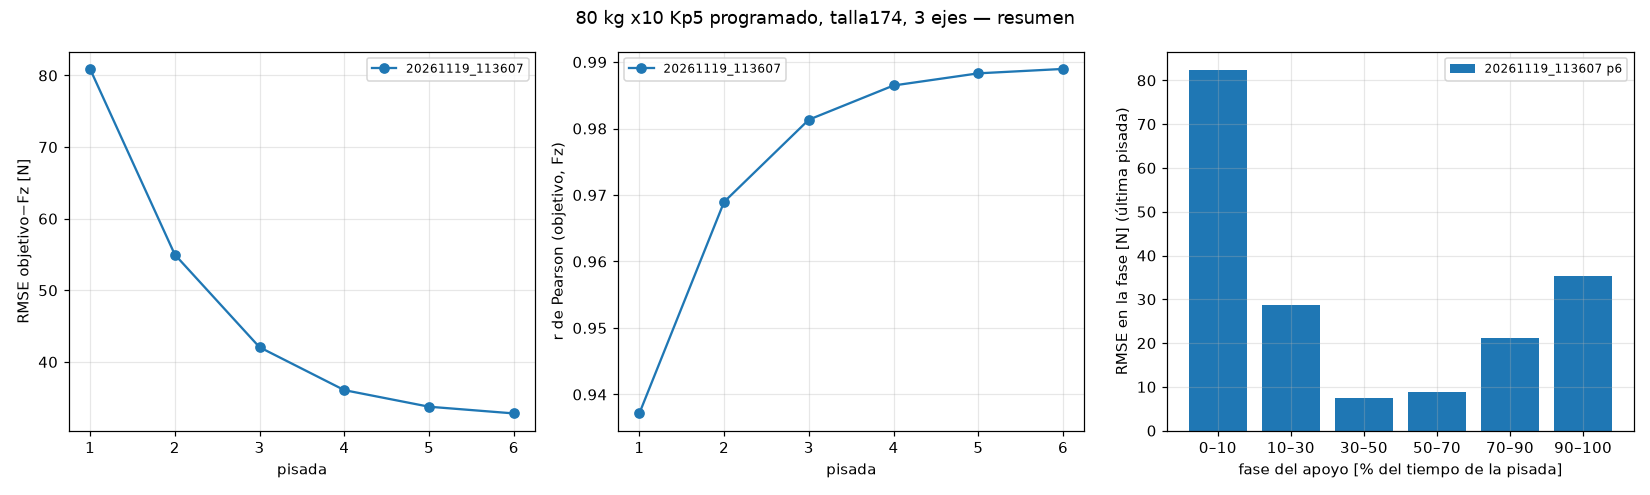 80 kg x10 Kp5 programado, talla174, 3 ejes — resumen
RMSE objetivo−Fz [N]
80
70
60
50
40
1 2 3 4 5 6
pisada
20261119_113607
r de Pearson (objetivo, Fz)
0.99
0.98
0.97
0.96
0.95
0.94
1 2 3 4 5 6
pisada
20261119_113607
RMSE en la fase [N] (última pisada)
80
70
60
50
40
30
20
10
0
0–10 10–30 30–50 50–70 70–90 90–100
fase del apoyo [% del tiempo de la pisada]
20261119_113607 p6